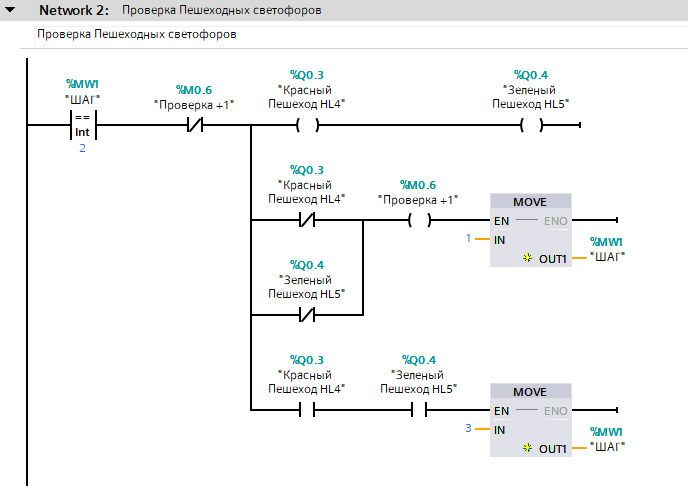 Network 2: Проверка Пешеходных светофоров
Проверка Пешеходных светофоров
%MW1
"ШАГ"
==
Int
2
%M0.6
"Проверка +1"
%Q0.3
"Красный
Пешеход HL4"
%Q0.4
"Зеленый
Пешеход HL5"
%Q0.3
"Красный
Пешеход HL4"
%M0.6
"Проверка +1"
MOVE
EN
ENO
1
IN
OUT1
%MW1
"ШАГ"
%Q0.4
"Зеленый
Пешеход HL5"
%Q0.3
"Красный
Пешеход HL4"
%Q0.4
"Зеленый
Пешеход HL5"
MOVE
EN
ENO
3
IN
OUT1
%MW1
"ШАГ"